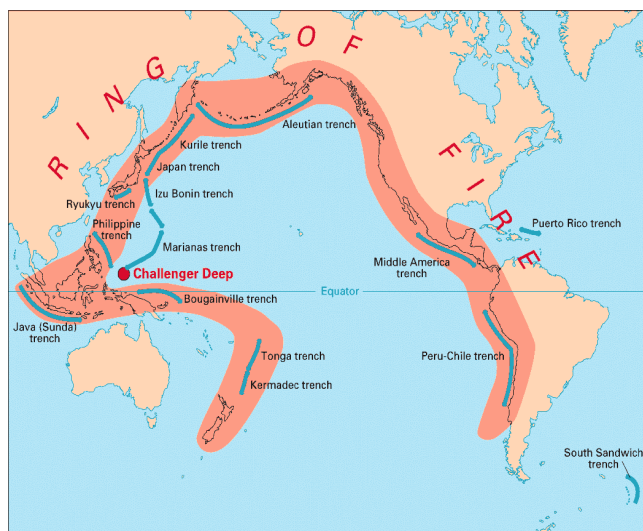 RING OF FIRE
Aleutian trench
Kurile trench
Japan trench
Izu Bonin trench
Ryukyu trench
Philippine
trench
Marianas trench
Challenger Deep
Bougainville trench
Java (Sunda)
trench
Equator
Tonga trench
Kermadec trench
Puerto Rico trench
Middle America
trench
Peru-Chile trench
South Sandwich
trench